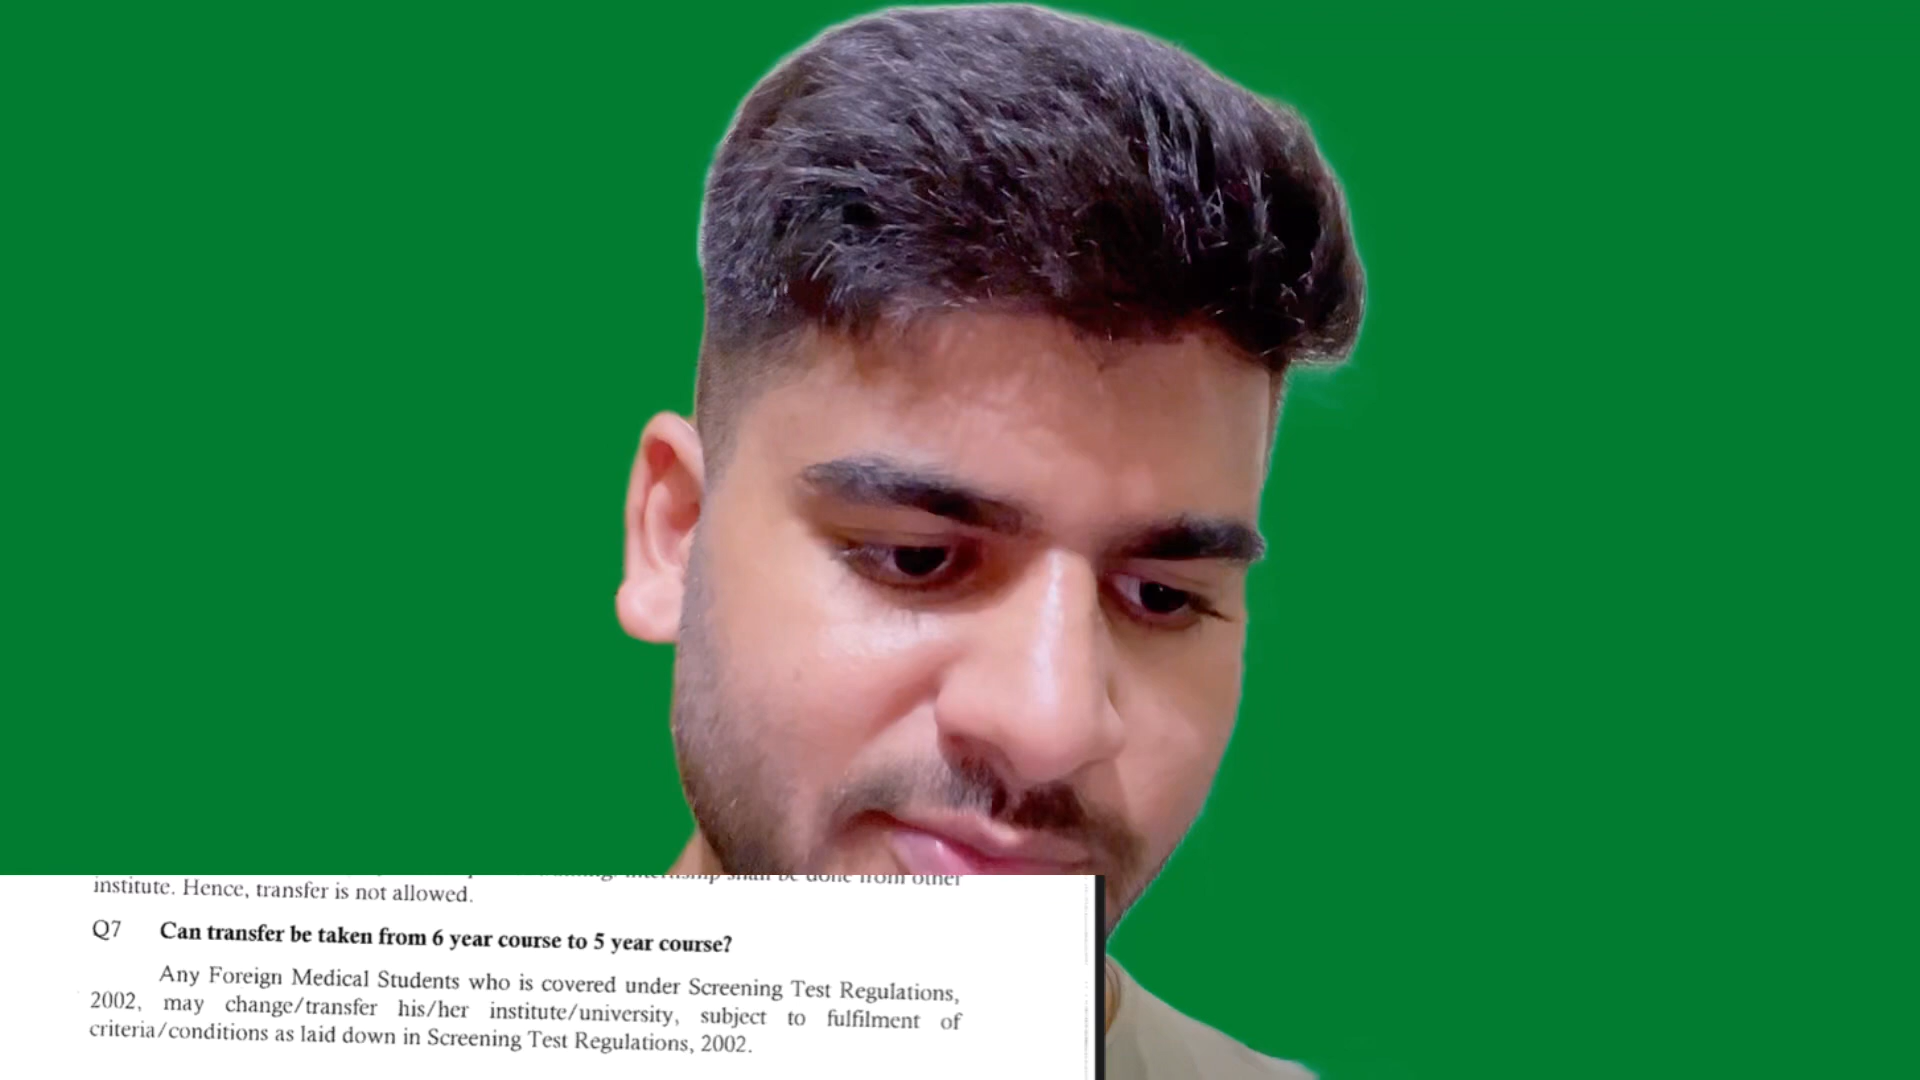 institute. Hence, transfer is not allowed.
Q7 Can transfer be taken from 6 year course to 5 year course?
Any Foreign Medical Students who is covered under Screening Test Regulations,
2002, may change/transfer his/her institute/university, subject to fulfilment of
criteria/conditions as laid down in Screening Test Regulations, 2002.